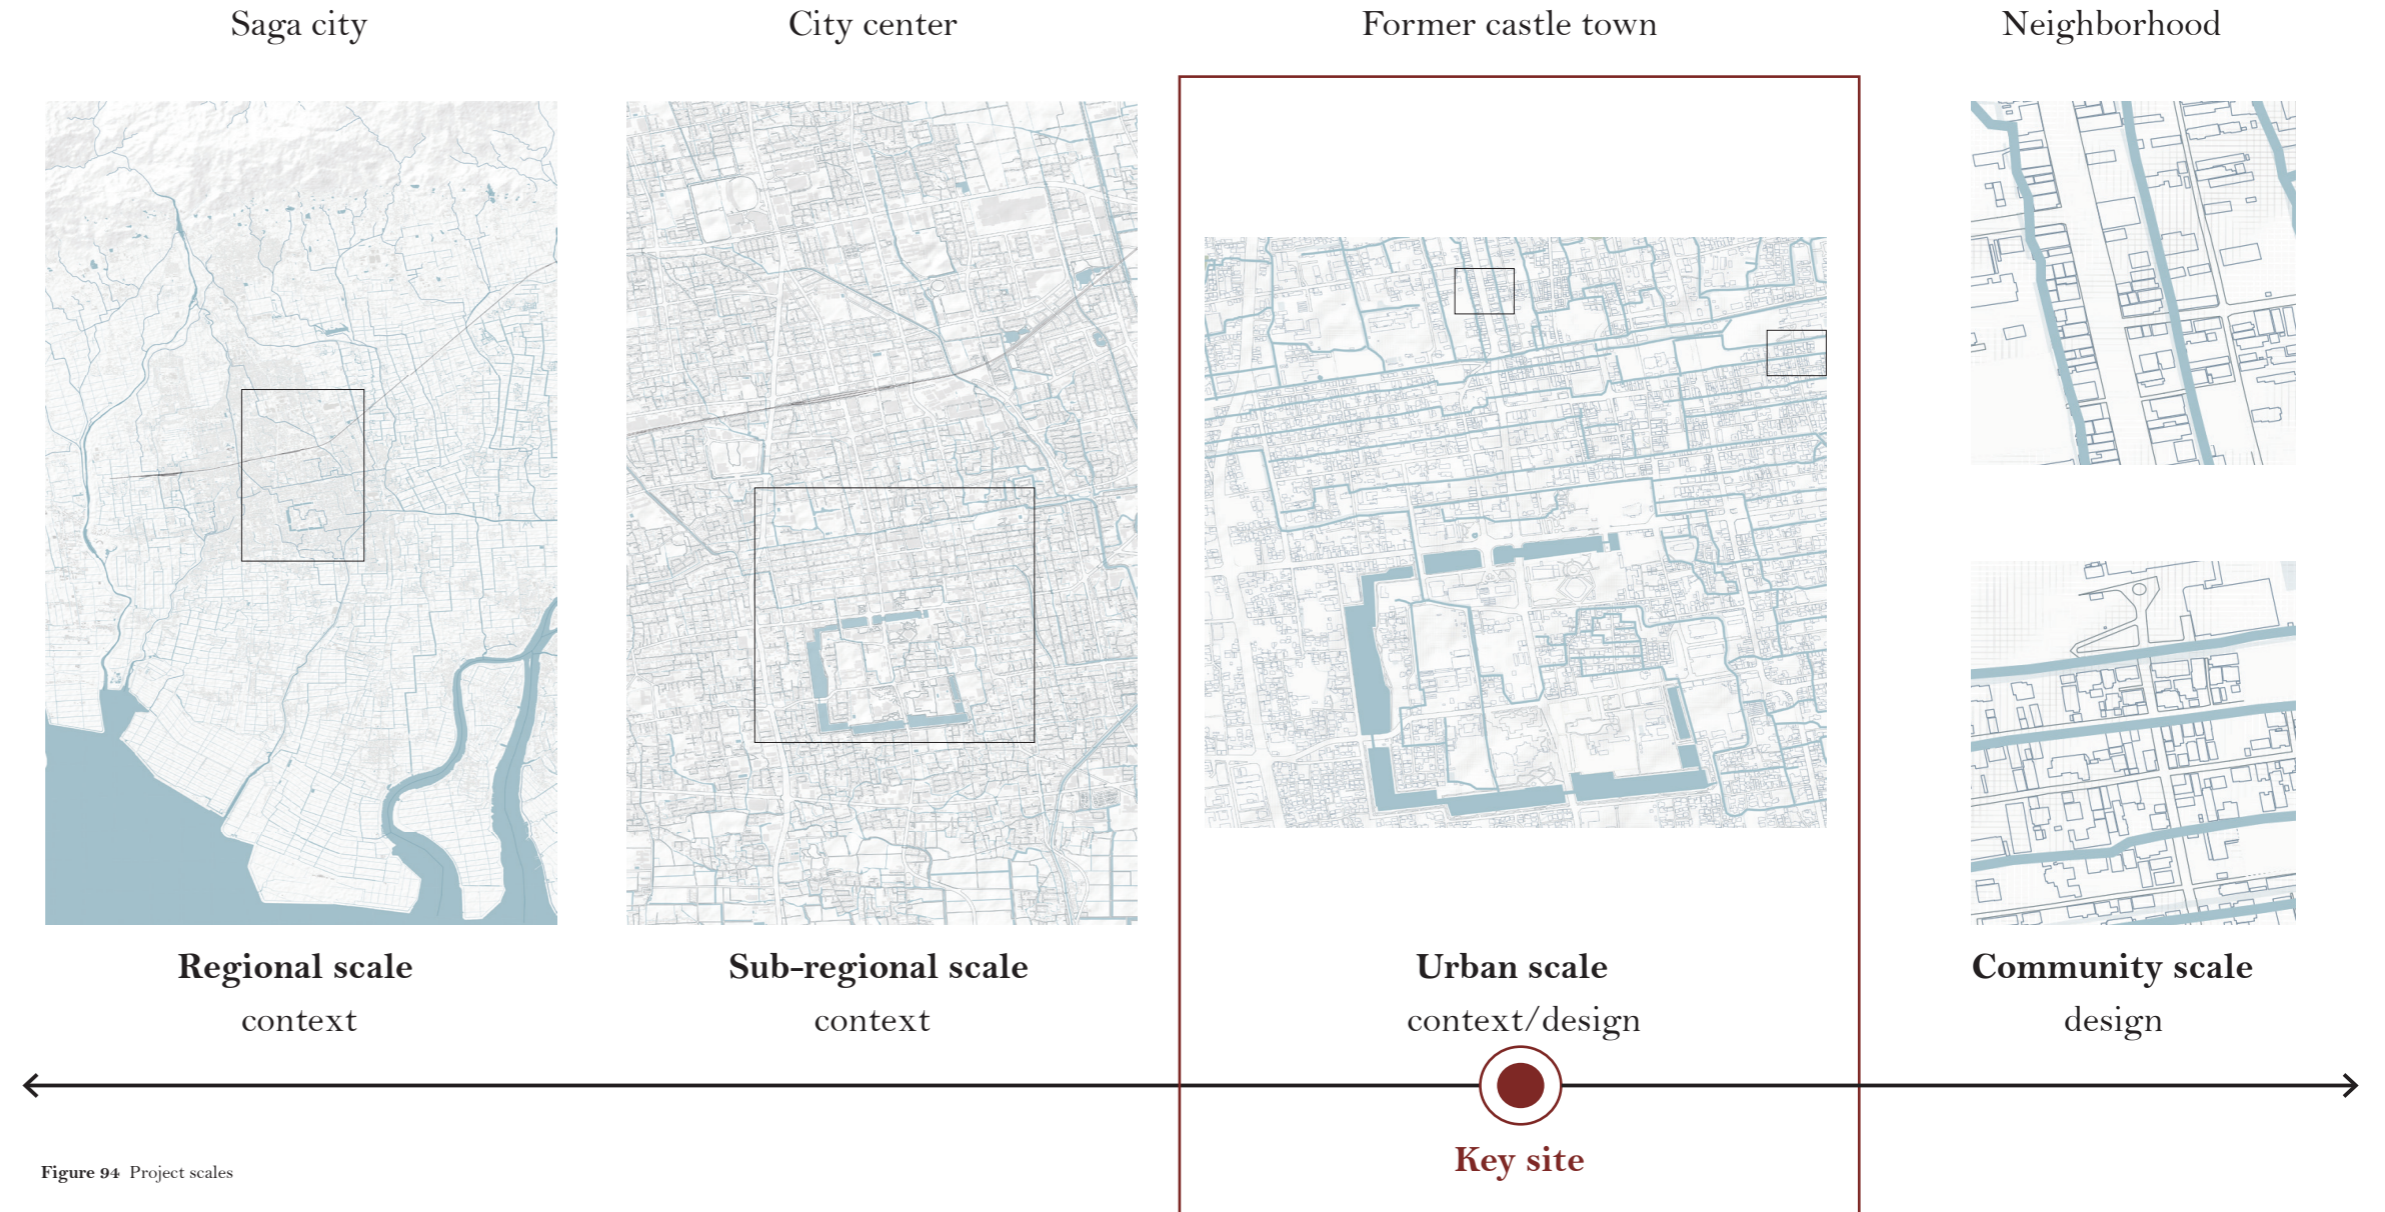 Saga city
City center
Former castle town
Neighborhood
Regional scale
context
Sub-regional scale
context
Urban scale
context/design
Community scale
design
Key site
Figure 94 Project scales